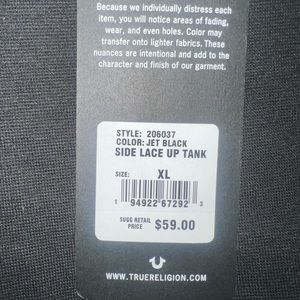 Because we individually distress each
item, you will notice areas of fading,
wear, and even holes. Color may
transfer onto lighter fabrics. These
nuances are intentional and add to the
character and finish of our garment.
STYLE: 206037
COLOR: JET BLACK
SIDE LACE UP TANK
SIZE: XL
1 94922 67292 3
SUGG RETAIL
PRICE $59.00
WWW.TRUERELIGION.COM